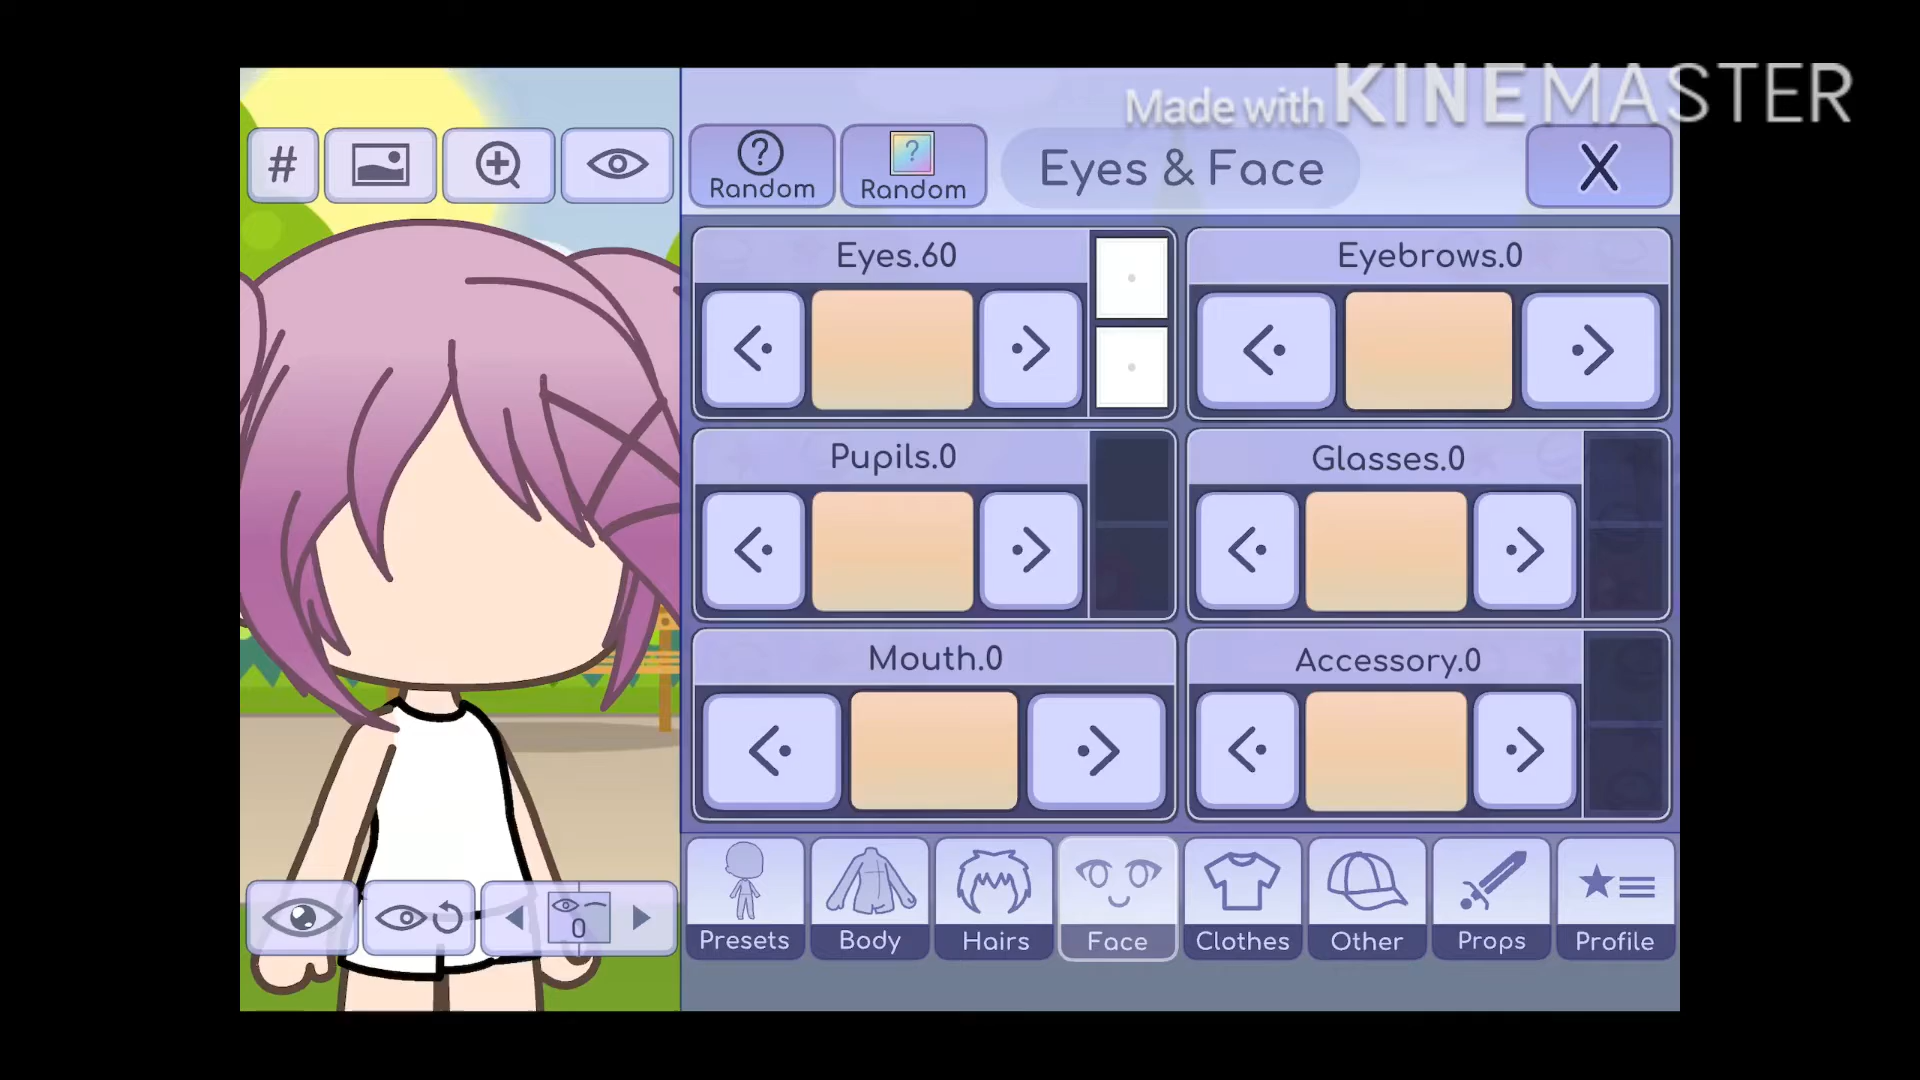 Made with KINEMASTER
#
? Random
? Random
Eyes & Face
X
Eyes.60
Eyebrows.0
Pupils.0
Glasses.0
Mouth.0
Accessory.0
0
Presets
Body
Hairs
Face
Clothes
Other
Props
Profile